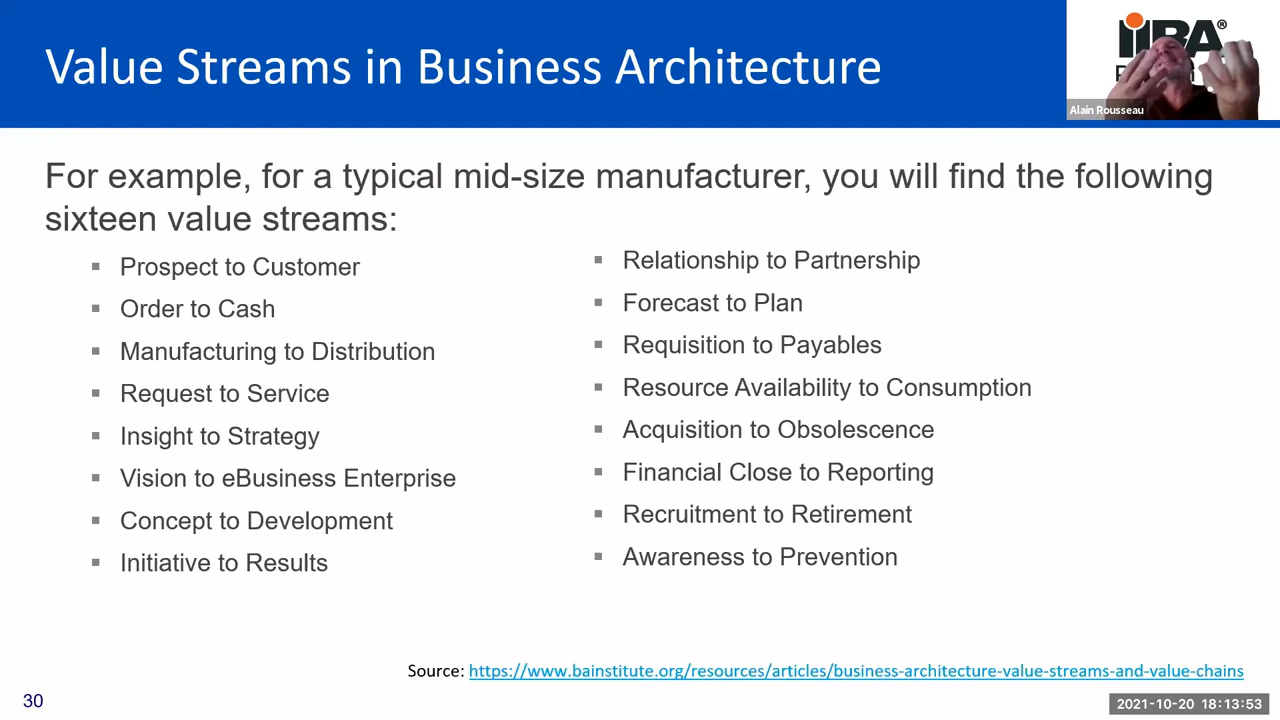 Value Streams in Business Architecture
IIBA®
Alain Rousseau
For example, for a typical mid-size manufacturer, you will find the following
sixteen value streams:
▪ Prospect to Customer
▪ Order to Cash
▪ Manufacturing to Distribution
▪ Request to Service
▪ Insight to Strategy
▪ Vision to eBusiness Enterprise
▪ Concept to Development
▪ Initiative to Results
▪ Relationship to Partnership
▪ Forecast to Plan
▪ Requisition to Payables
▪ Resource Availability to Consumption
▪ Acquisition to Obsolescence
▪ Financial Close to Reporting
▪ Recruitment to Retirement
▪ Awareness to Prevention
Source: https://www.bainstitute.org/resources/articles/business-architecture-value-streams-and-value-chains
30
2021-10-20 18:13:53